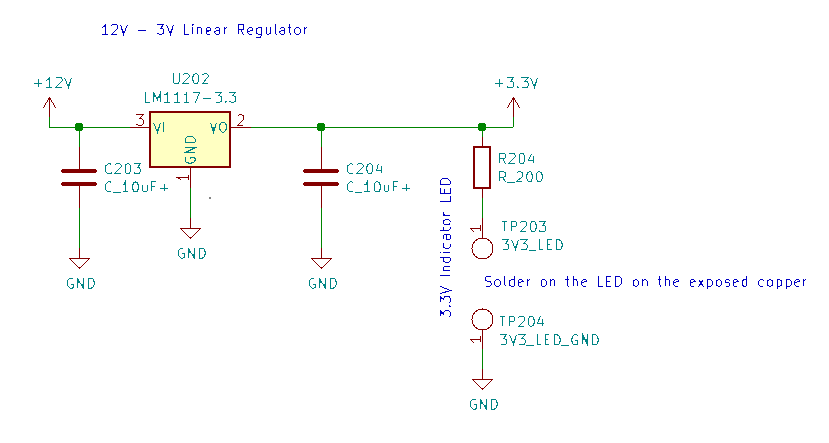 12V - 3V Linear Regulator
+12V
U202
LM1117-3.3
+3.3V
3
VI
VO
2
GND
1
C203
C_10uF+
C204
C_10uF+
R204
R_200
GND
GND
GND
3.3V Indicator LED
1
TP203
3V3_LED
Solder on the LED on the exposed copper
TP204
3V3_LED_GND
1
GND